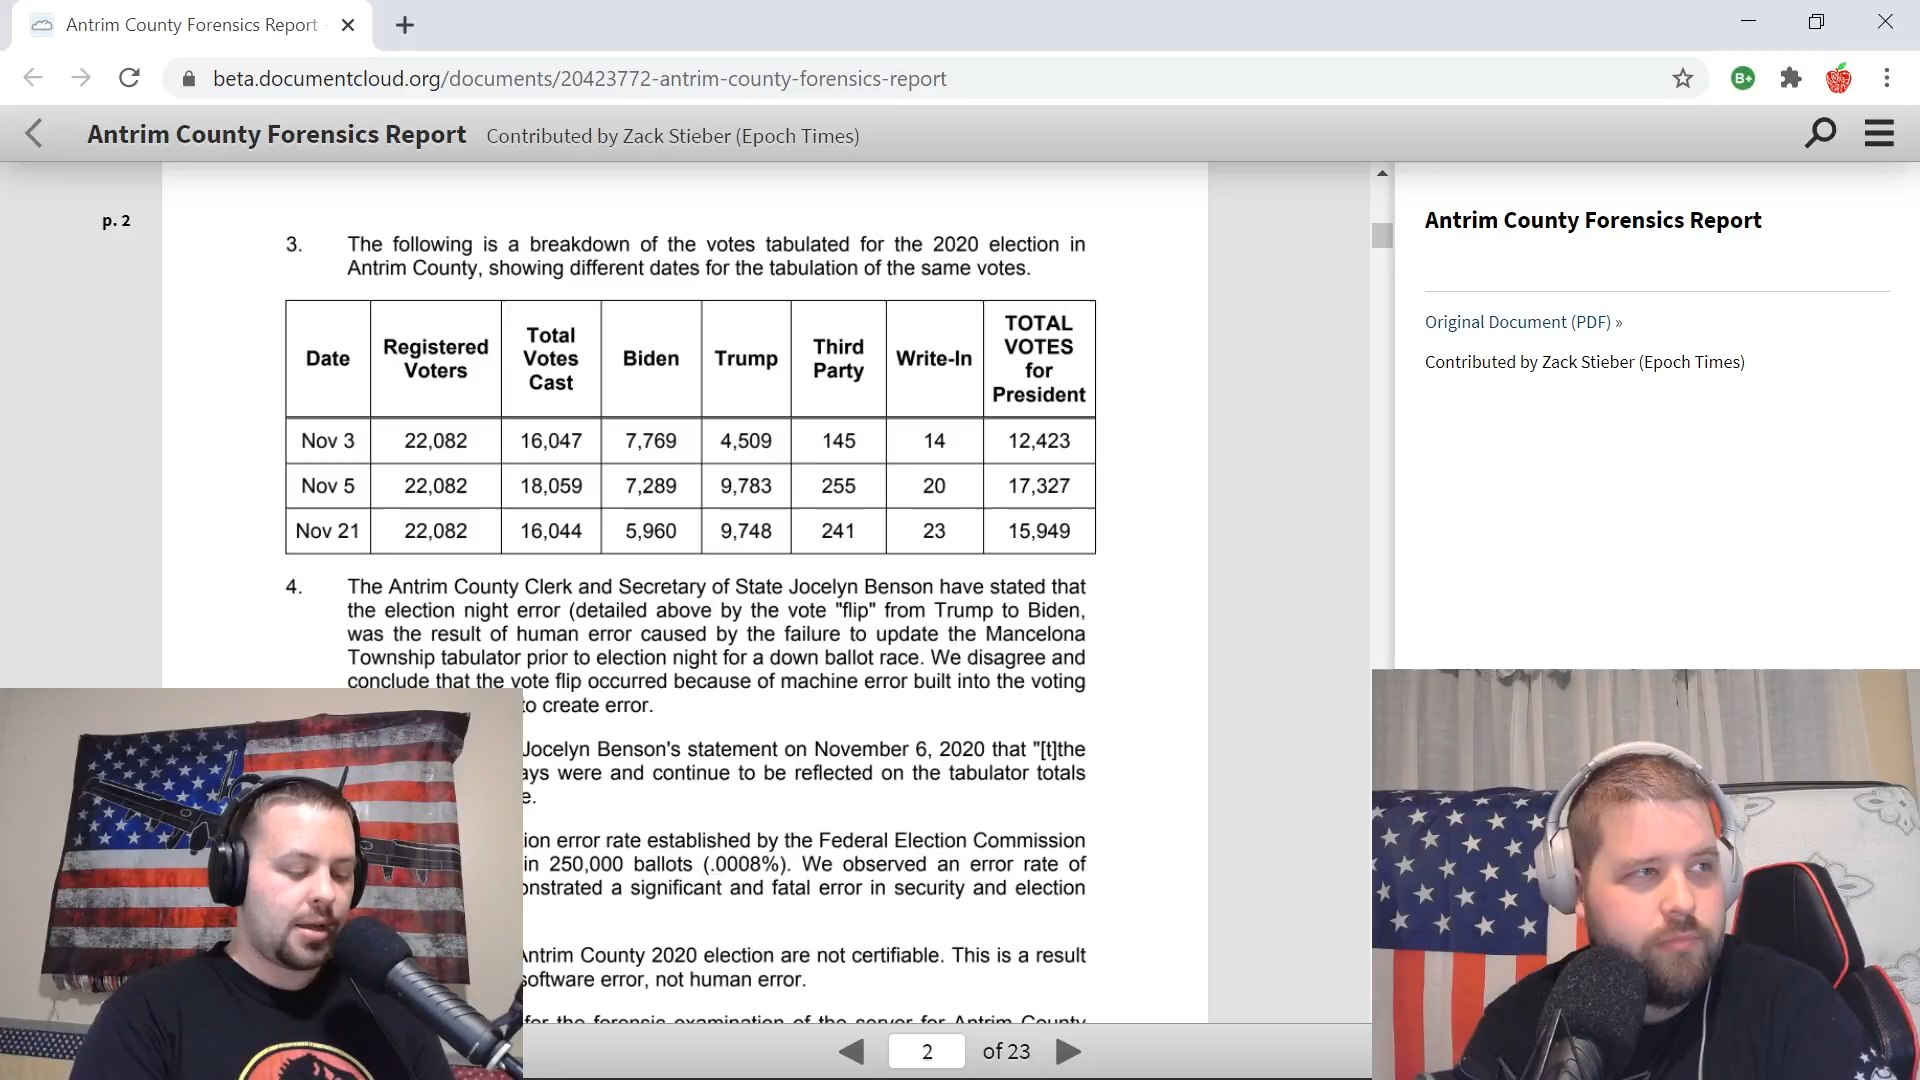 Antrim County Forensics Report
beta.documentcloud.org/documents/20423772-antrim-county-forensics-report
B+
Antrim County Forensics Report Contributed by Zack Stieber (Epoch Times)
p. 2
3. The following is a breakdown of the votes tabulated for the 2020 election in
Antrim County, showing different dates for the tabulation of the same votes.
Date Registered Voters Total Votes Cast Biden Trump Third Party Write-In TOTAL VOTES for President
Nov 3 22,082 16,047 7,769 4,509 145 14 12,423
Nov 5 22,082 18,059 7,289 9,783 255 20 17,327
Nov 21 22,082 16,044 5,960 9,748 241 23 15,949
4. The Antrim County Clerk and Secretary of State Jocelyn Benson have stated that
the election night error (detailed above by the vote "flip" from Trump to Biden,
was the result of human error caused by the failure to update the Mancelona
Township tabulator prior to election night for a down ballot race. We disagree and
conclude that the vote flip occurred because of machine error built into the voting
to create error.
Jocelyn Benson's statement on November 6, 2020 that "[t]the
ays were and continue to be reflected on the tabulator totals
e.
ion error rate established by the Federal Election Commission
in 250,000 ballots (.0008%). We observed an error rate of
onstrated a significant and fatal error in security and election
Antrim County 2020 election are not certifiable. This is a result
software error, not human error.
for the forensic examination of the server for Antrim County
2 of 23
Antrim County Forensics Report
Original Document (PDF) »
Contributed by Zack Stieber (Epoch Times)